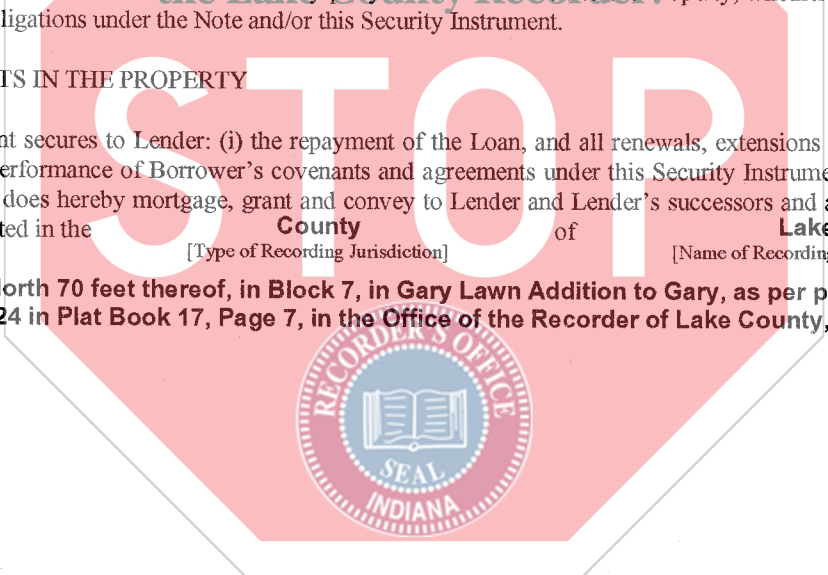 the Lake County Recorder!
ligations under the Note and/or this Security Instrument.
TS IN THE PROPERTY
nt secures to Lender: (i) the repayment of the Loan, and all renewals, extensions
erformance of Borrower's covenants and agreements under this Security Instrume
does hereby mortgage, grant and convey to Lender and Lender's successors and a
ted in the County of Lake
[Type of Recording Jurisdiction] [Name of Recording
orth 70 feet thereof, in Block 7, in Gary Lawn Addition to Gary, as per p
24 in Plat Book 17, Page 7, in the Office of the Recorder of Lake County,
STOP
RECORDER'S OFFICE
SEAL
INDIANA